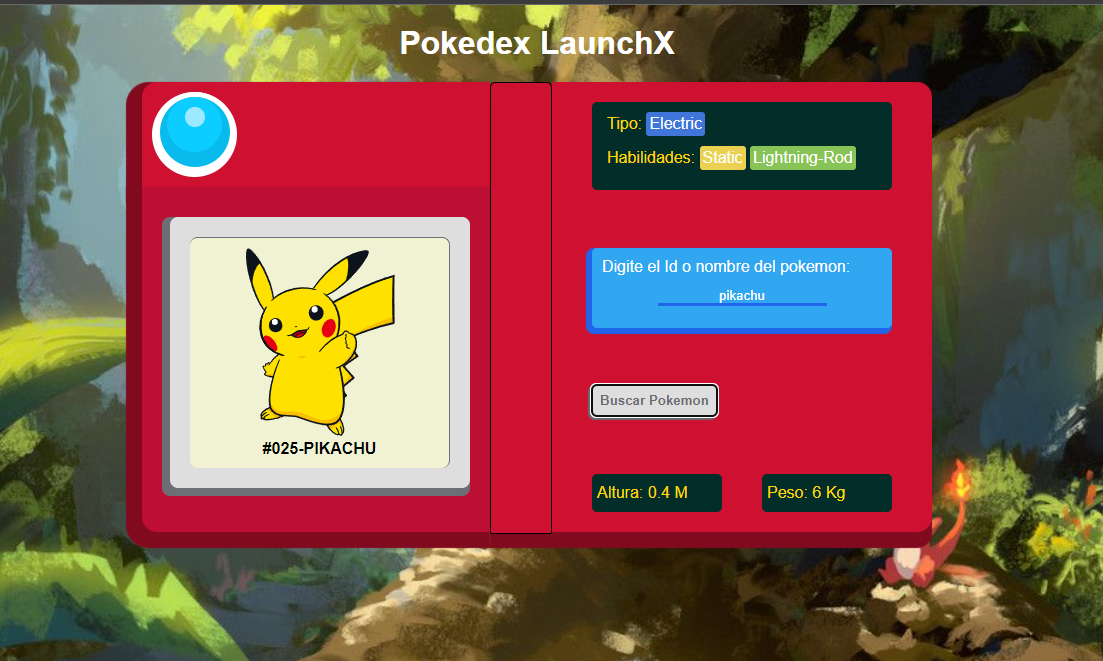 Pokedex LaunchX
Tipo: Electric
Habilidades: Static Lightning-Rod
Digite el Id o nombre del pokemon:
pikachu
#025-PIKACHU
Buscar Pokemon
Altura: 0.4 M
Peso: 6 Kg